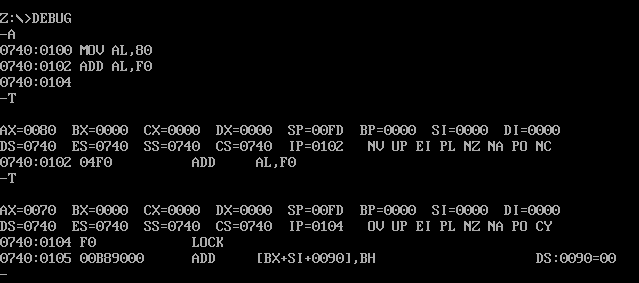 Z:\>DEBUG
-A
0740:0100 MOV AL,80
0740:0102 ADD AL,F0
0740:0104
-T
AX=0080  BX=0000  CX=0000  DX=0000  SP=00FD  BP=0000  SI=0000  DI=0000
DS=0740  ES=0740  SS=0740  CS=0740  IP=0102   NV UP EI PL NZ NA PO NC
0740:0102 04F0          ADD     AL,F0
-T
AX=0070  BX=0000  CX=0000  DX=0000  SP=00FD  BP=0000  SI=0000  DI=0000
DS=0740  ES=0740  SS=0740  CS=0740  IP=0104   OV UP EI PL NZ NA PO CY
0740:0104 F0            LOCK
0740:0105 00B89000      ADD     [BX+SI+0090],BH                    DS:0090=00
-